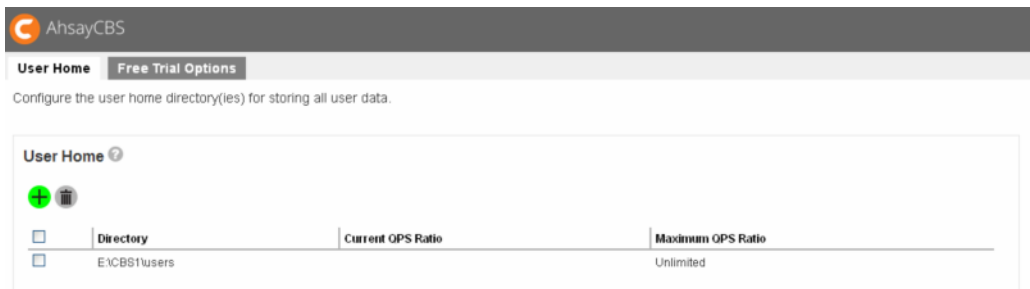 AhsayCBS
User Home Free Trial Options
Configure the user home directory(ies) for storing all user data.
User Home
Directory Current QPS Ratio Maximum QPS Ratio
E:\CBS1\users Unlimited